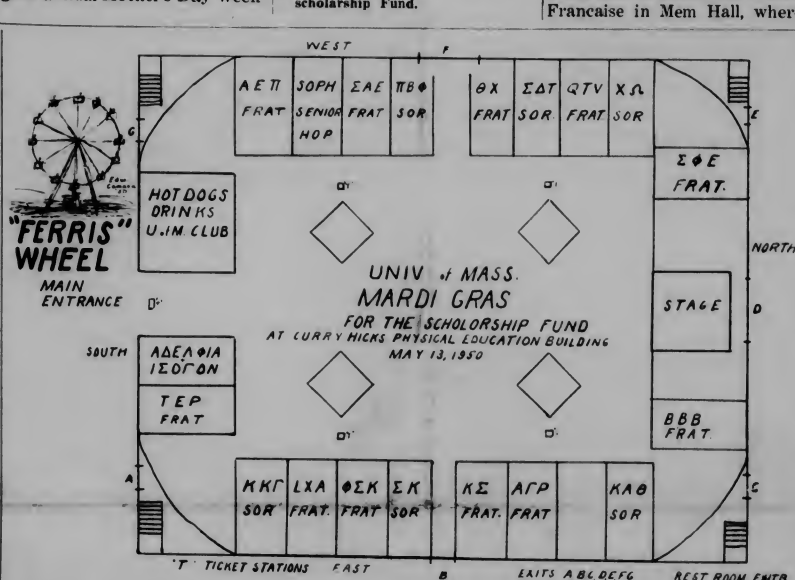 scholarship Fund.
Francaise in Mem Hall, wher
WEST
F
ΑΕΠ
FRAT
SOPH
SENIOR
HOP
ΣΑΕ
FRAT
ΠΒΦ
SOR
ΘΧ
FRAT
ΣΔΤ
SOR.
QTV
FRAT
ΧΩ
SOR
G
E
HOT DOGS
DRINKS
U.M. CLUB
ΣΦΕ
FRAT.
"FERRIS"
WHEEL
MAIN
ENTRANCE
NORTH
UNIV of MASS.
MARDI GRAS
FOR THE SCHOLORSHIP FUND
AT CURRY HICKS PHYSICAL EDUCATION BUILDING
MAY 13, 1950
STAGE
D
SOUTH
ΑΔΕΛΦΙΑ
ΙΣΟΓΟΝ
TEP
FRAT
BBB
FRAT.
A
C
ΚΚΓ
SOR
LXA
FRAT.
ΦΣΚ
FRAT
ΣΚ
SOR
ΚΣ
FRAT.
ΑΓΡ
FRAT
ΚΑΘ
SOR
"T" TICKET STATIONS
EAST
B
EXITS A B C D E F G
REST ROOM